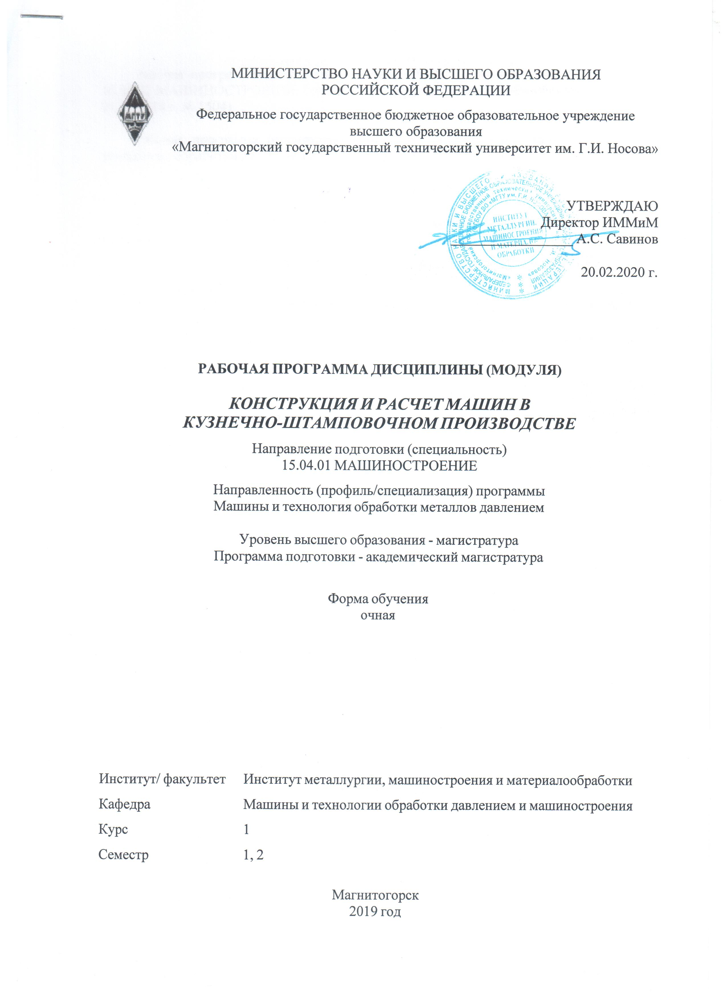 МИНИСТЕРСТВО НАУКИ И ВЫСШЕГО ОБРАЗОВАНИЯ
РОССИЙСКОЙ ФЕДЕРАЦИИ
МГТУ
Федеральное государственное бюджетное образовательное учреждение
высшего образования
«Магнитогорский государственный технический университет им. Г.И. Носова»
УТВЕРЖДАЮ
Директор ИММиМ
А.С. Савинов
20.02.2020 г.
ИНСТИТУТ
МЕТАЛЛУРГИИ,
МАШИНОСТРОЕНИЯ
ОБРАБОТКИ
РАБОЧАЯ ПРОГРАММА ДИСЦИПЛИНЫ (МОДУЛЯ)
КОНСТРУКЦИЯ И РАСЧЕТ МАШИН В
КУЗНЕЧНО-ШТАМПОВОЧНОМ ПРОИЗВОДСТВЕ
Направление подготовки (специальность)
15.04.01 МАШИНОСТРОЕНИЕ
Направленность (профиль/специализация) программы
Машины и технология обработки металлов давлением
Уровень высшего образования - магистратура
Программа подготовки - академический магистратура
Форма обучения
очная
Институт/ факультет Институт металлургии, машиностроения и материалообработки
Кафедра Машины и технологии обработки давлением и машиностроения
Курс 1
Семестр 1, 2
Магнитогорск
2019 год